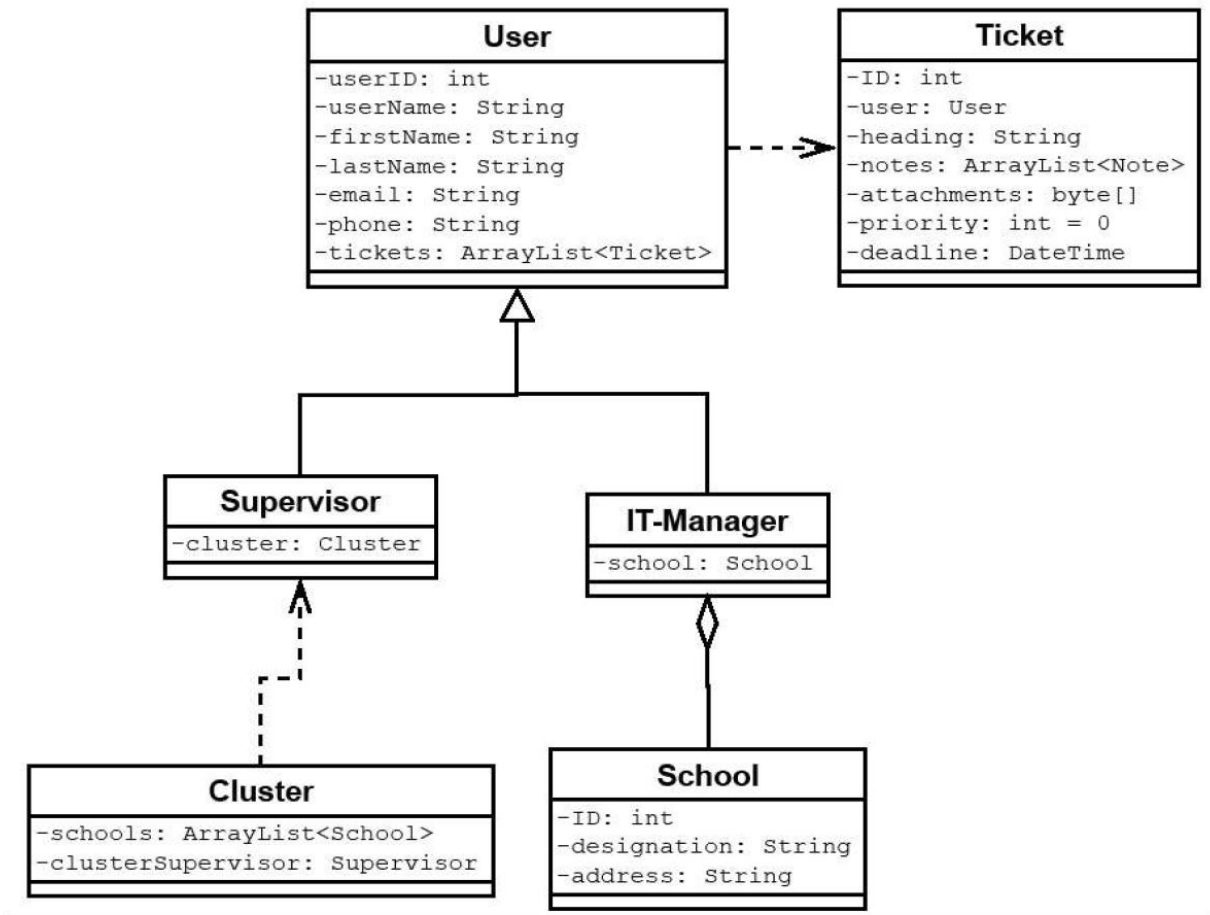 User
-userID: int
-userName: String
-firstName: String
-lastName: String
-email: String
-phone: String
-tickets: ArrayList<Ticket>
Ticket
-ID: int
-user: User
-heading: String
-notes: ArrayList<Note>
-attachments: byte[]
-priority: int = 0
-deadline: DateTime
Supervisor
-cluster: Cluster
IT-Manager
-school: School
Cluster
-schools: ArrayList<School>
-clusterSupervisor: Supervisor
School
-ID: int
-designation: String
-address: String